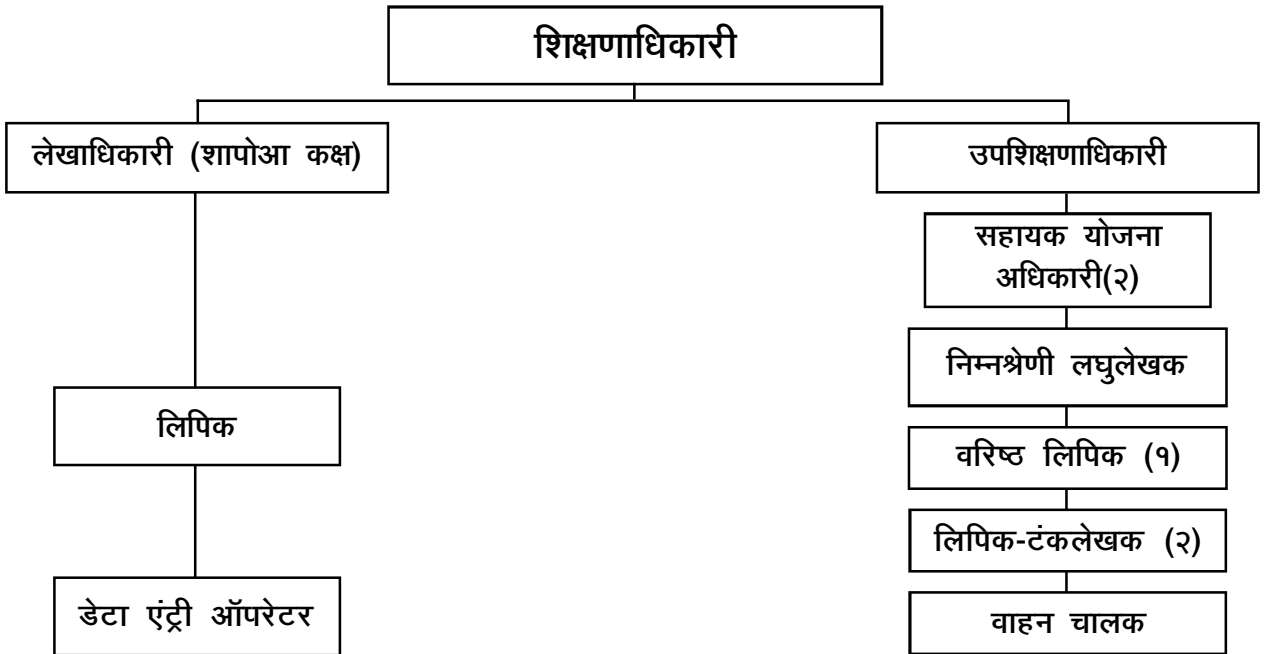 शिक्षणाधिकारी
लेखाधिकारी (शापोआ कक्ष)
लिपिक
डेटा एंट्री ऑपरेटर
उपशिक्षणाधिकारी
सहायक योजना
अधिकारी(२)
निम्नश्रेणी लघुलेखक
वरिष्ठ लिपिक (१)
लिपिक-टंकलेखक (२)
वाहन चालक